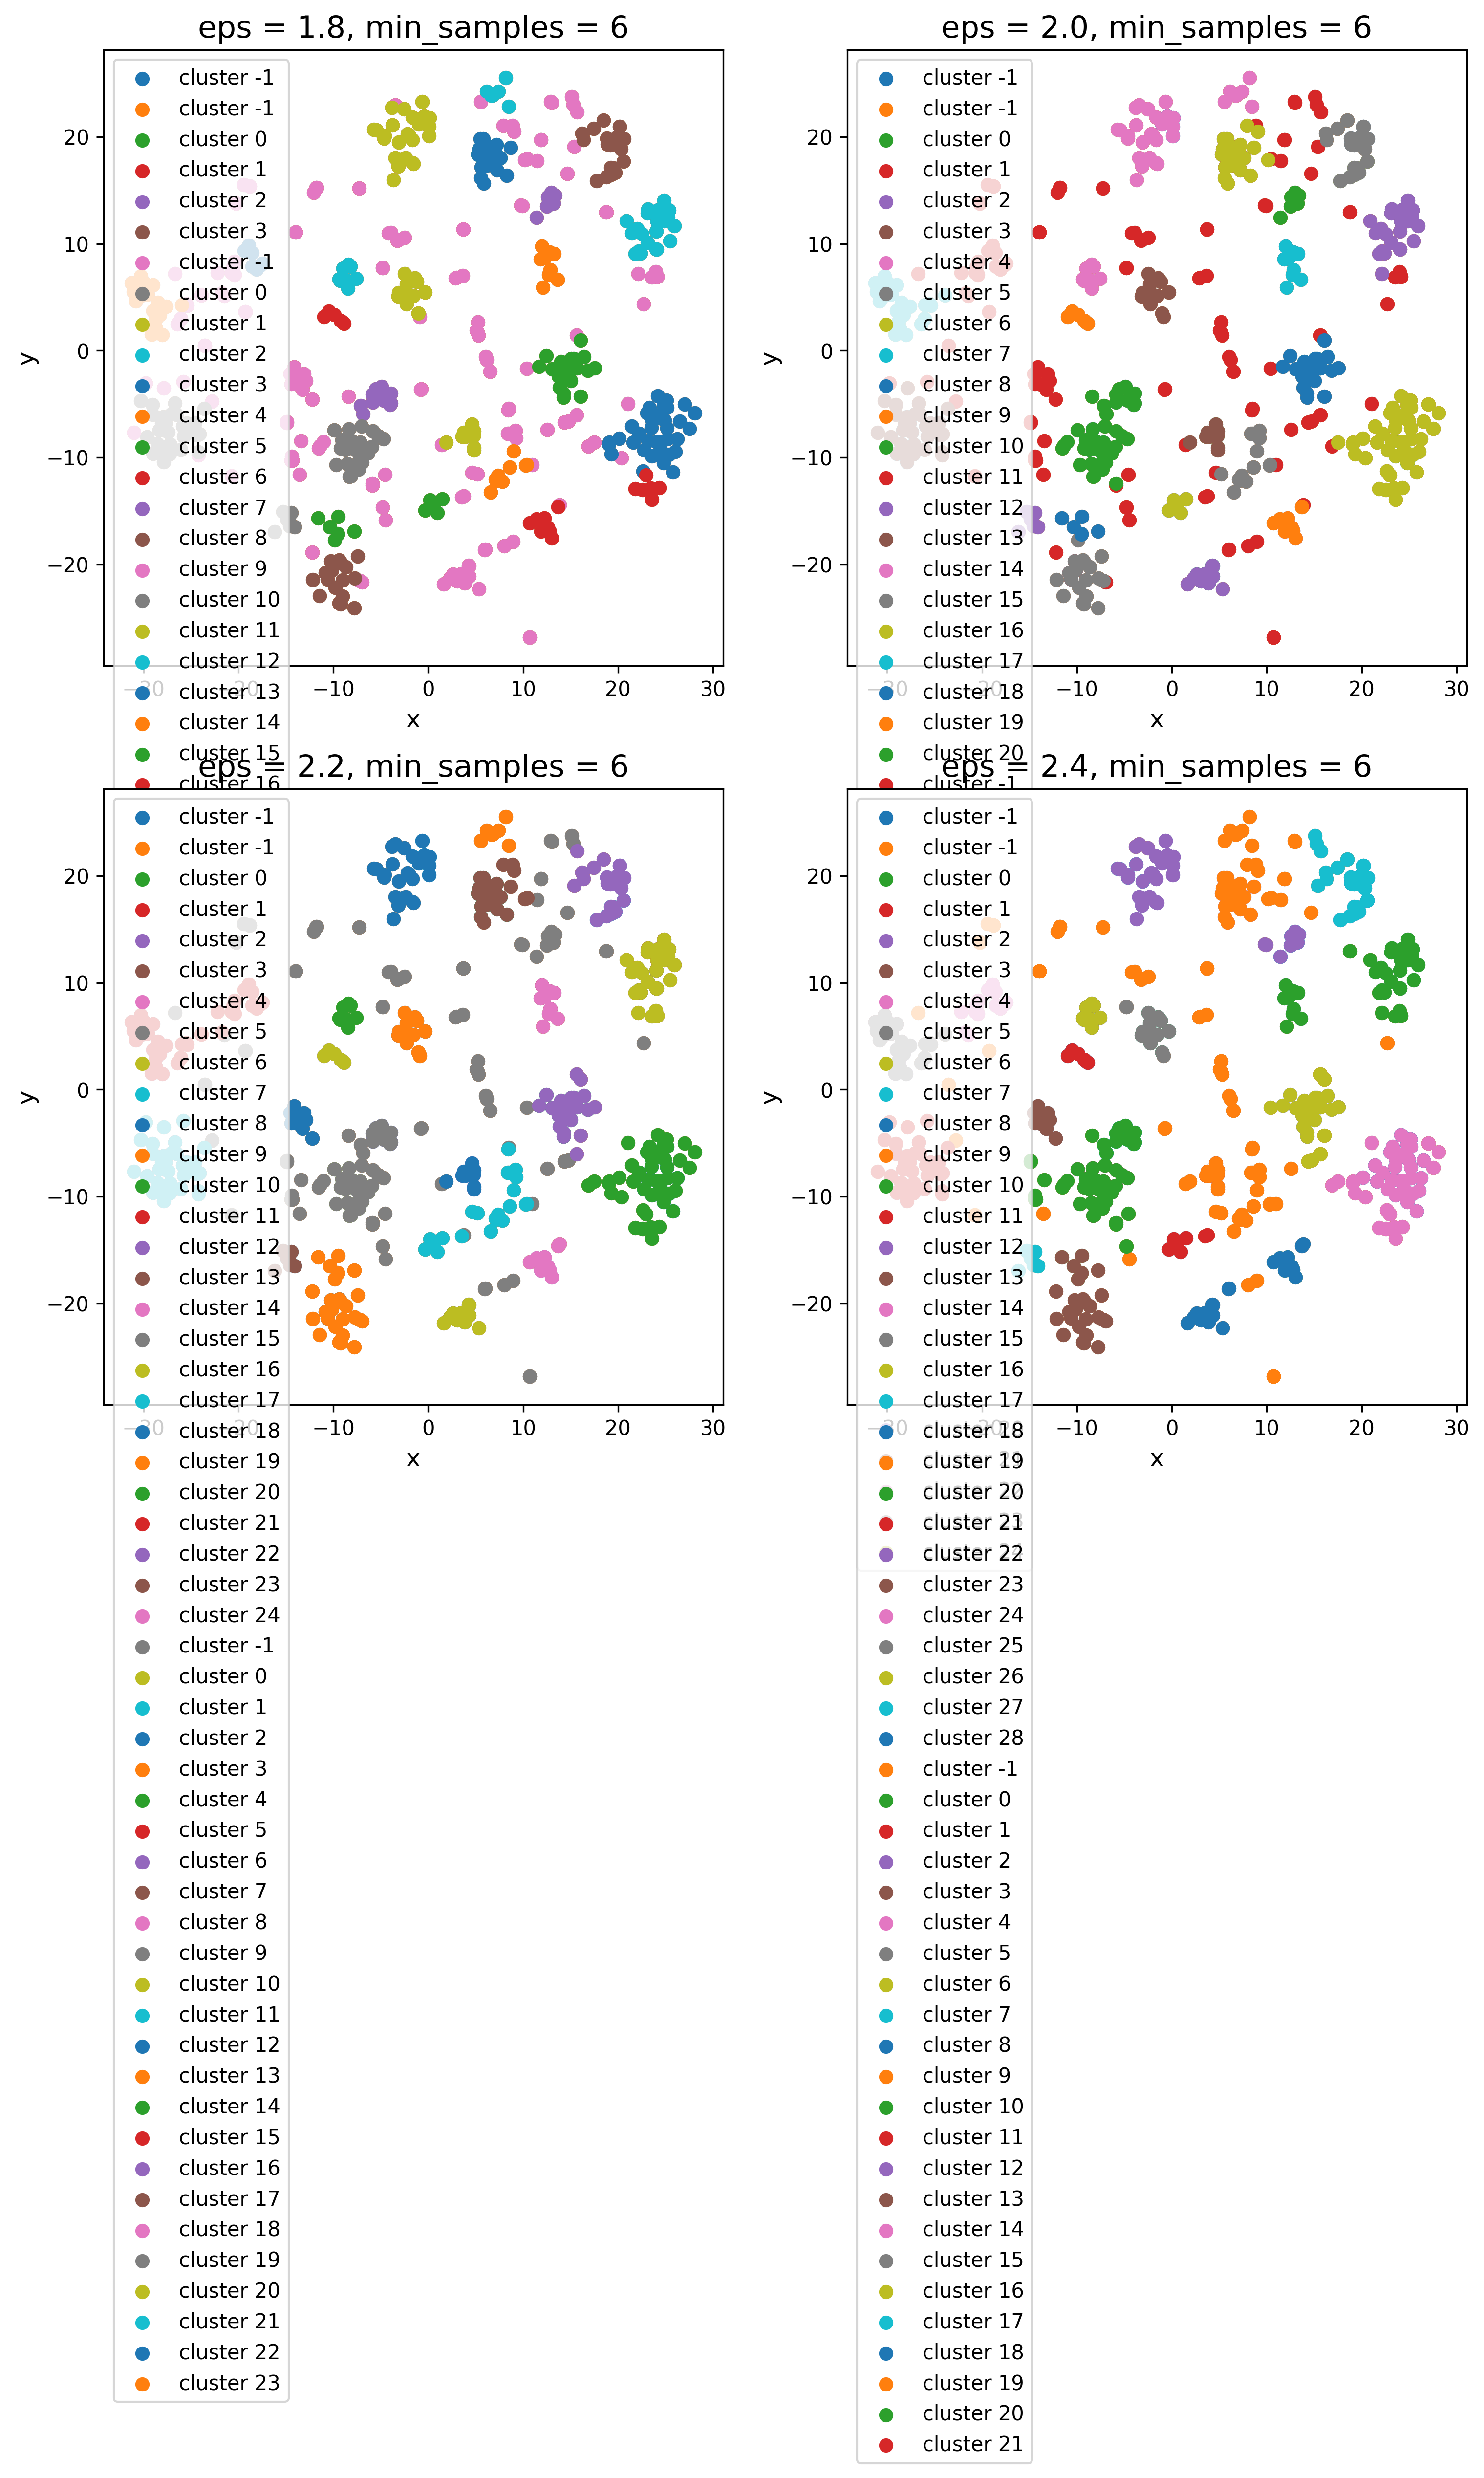 eps = 1.8, min_samples = 6
cluster -1
cluster -1
cluster 0
cluster 1
cluster 2
cluster 3
cluster -1
cluster 0
cluster 1
cluster 2
cluster 3
cluster 4
cluster 5
cluster 6
cluster 7
cluster 8
cluster 9
cluster 10
cluster 11
cluster 12
cluster 13
cluster 14
cluster 15
cluster 16
20
10
0
−10
−20
y
−10
0
10
20
30
x
eps = 2.0, min_samples = 6
cluster -1
cluster -1
cluster 0
cluster 1
cluster 2
cluster 3
cluster 4
cluster 5
cluster 6
cluster 7
cluster 8
cluster 9
cluster 10
cluster 11
cluster 12
cluster 13
cluster 14
cluster 15
cluster 16
cluster 17
cluster 18
cluster 19
cluster 20
cluster -1
20
10
0
−10
−20
y
−10
0
10
20
30
x
eps = 2.2, min_samples = 6
cluster -1
cluster -1
cluster 0
cluster 1
cluster 2
cluster 3
cluster 4
cluster 5
cluster 6
cluster 7
cluster 8
cluster 9
cluster 10
cluster 11
cluster 12
cluster 13
cluster 14
cluster 15
cluster 16
cluster 17
cluster 18
cluster 19
cluster 20
cluster 21
cluster 22
cluster 23
cluster 24
cluster -1
cluster 0
cluster 1
cluster 2
cluster 3
cluster 4
cluster 5
cluster 6
cluster 7
cluster 8
cluster 9
cluster 10
cluster 11
cluster 12
cluster 13
cluster 14
cluster 15
cluster 16
cluster 17
cluster 18
cluster 19
cluster 20
cluster 21
cluster 22
cluster 23
20
10
0
−10
−20
y
−10
0
10
20
30
x
eps = 2.4, min_samples = 6
cluster -1
cluster -1
cluster 0
cluster 1
cluster 2
cluster 3
cluster 4
cluster 5
cluster 6
cluster 7
cluster 8
cluster 9
cluster 10
cluster 11
cluster 12
cluster 13
cluster 14
cluster 15
cluster 16
cluster 17
cluster 18
cluster 19
cluster 20
cluster 21
cluster 22
cluster 23
cluster 24
cluster 25
cluster 26
cluster 27
cluster 28
cluster -1
cluster 0
cluster 1
cluster 2
cluster 3
cluster 4
cluster 5
cluster 6
cluster 7
cluster 8
cluster 9
cluster 10
cluster 11
cluster 12
cluster 13
cluster 14
cluster 15
cluster 16
cluster 17
cluster 18
cluster 19
cluster 20
cluster 21
20
10
0
−10
−20
y
−10
0
10
20
30
x